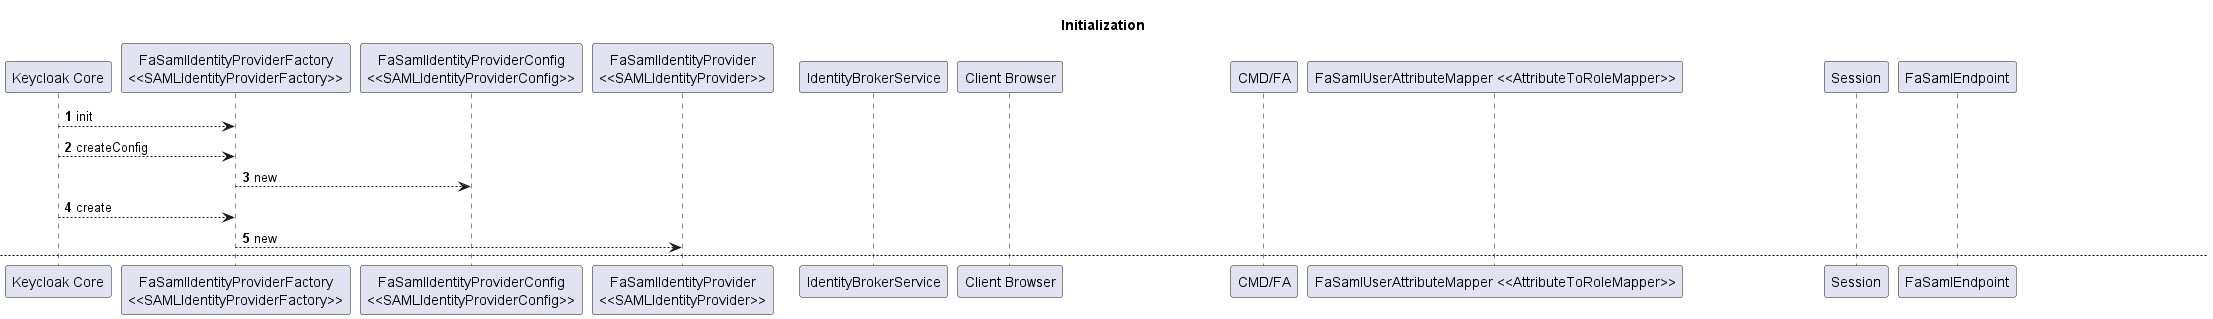 Initialization
Keycloak Core
FaSamlIdentityProviderFactory
<<SAMLIdentityProviderFactory>>
FaSamlIdentityProviderConfig
<<SAMLIdentityProviderConfig>>
FaSamlIdentityProvider
<<SAMLIdentityProvider>>
IdentityBrokerService
Client Browser
CMD/FA
FaSamlUserAttributeMapper <<AttributeToRoleMapper>>
Session
FaSamlEndpoint
1 init
2 createConfig
3 new
4 create
5 new
Keycloak Core
FaSamlIdentityProviderFactory
<<SAMLIdentityProviderFactory>>
FaSamlIdentityProviderConfig
<<SAMLIdentityProviderConfig>>
FaSamlIdentityProvider
<<SAMLIdentityProvider>>
IdentityBrokerService
Client Browser
CMD/FA
FaSamlUserAttributeMapper <<AttributeToRoleMapper>>
Session
FaSamlEndpoint